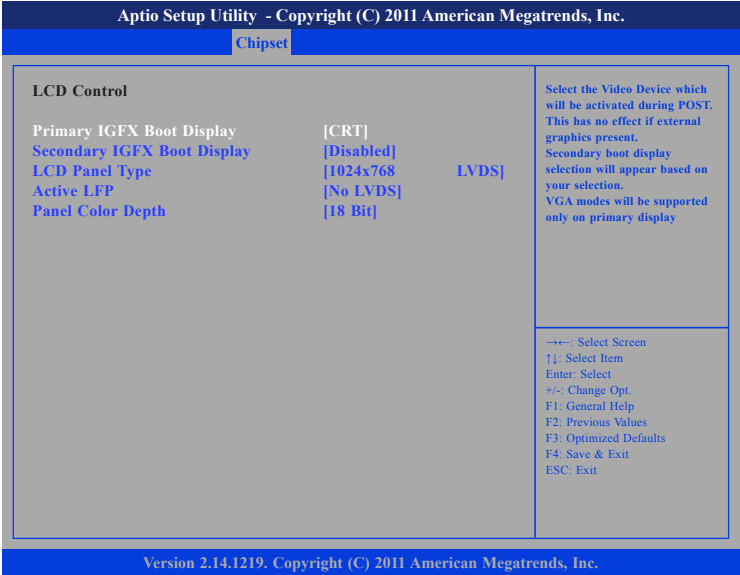 Aptio Setup Utility - Copyright (C) 2011 American Megatrends, Inc.
Chipset
LCD Control
Primary IGFX Boot Display [CRT]
Secondary IGFX Boot Display [Disabled]
LCD Panel Type [1024x768 LVDS]
Active LFP [No LVDS]
Panel Color Depth [18 Bit]
Select the Video Device which
will be activated during POST.
This has no effect if external
graphics present.
Secondary boot display
selection will appear based on
your selection.
VGA modes will be supported
only on primary display
→←: Select Screen
↑↓: Select Item
Enter: Select
+/-: Change Opt.
F1: General Help
F2: Previous Values
F3: Optimized Defaults
F4: Save & Exit
ESC: Exit
Version 2.14.1219. Copyright (C) 2011 American Megatrends, Inc.